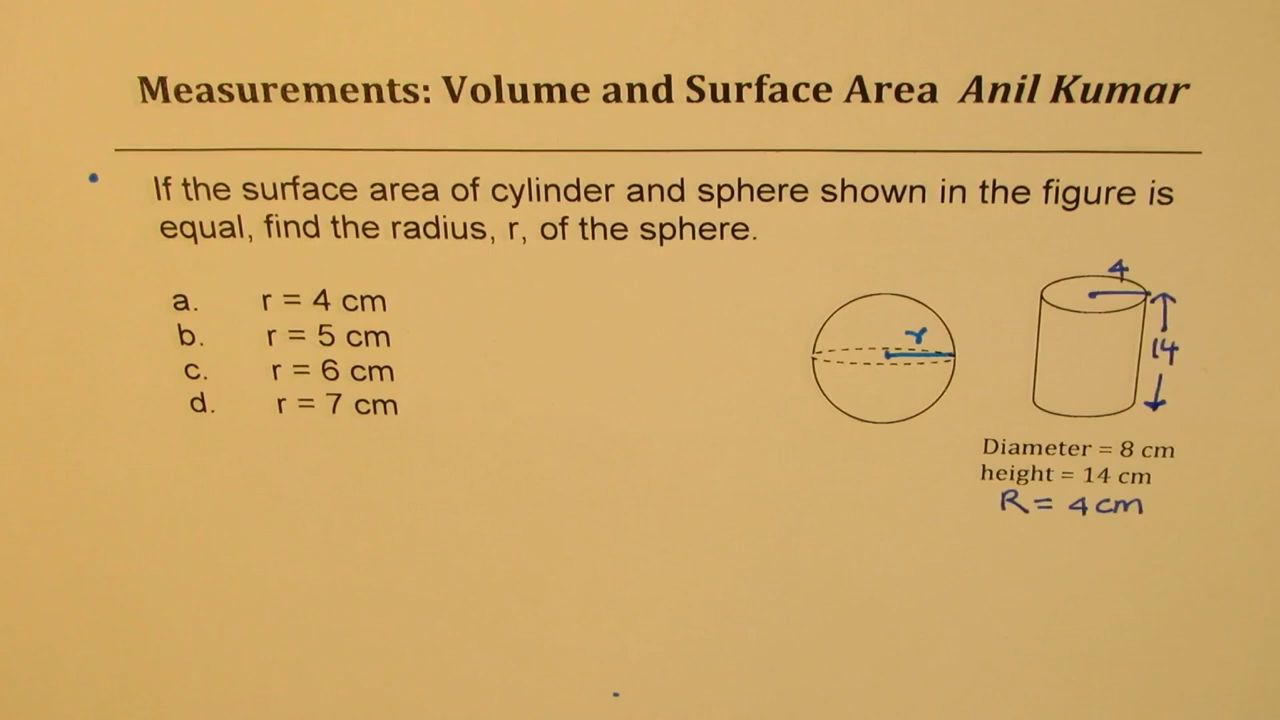 Measurements: Volume and Surface Area Anil Kumar
If the surface area of cylinder and sphere shown in the figure is
equal, find the radius, r, of the sphere.
a. r = 4 cm
b. r = 5 cm
c. r = 6 cm
d. r = 7 cm
r
4
14
Diameter = 8 cm
height = 14 cm
R = 4 cm